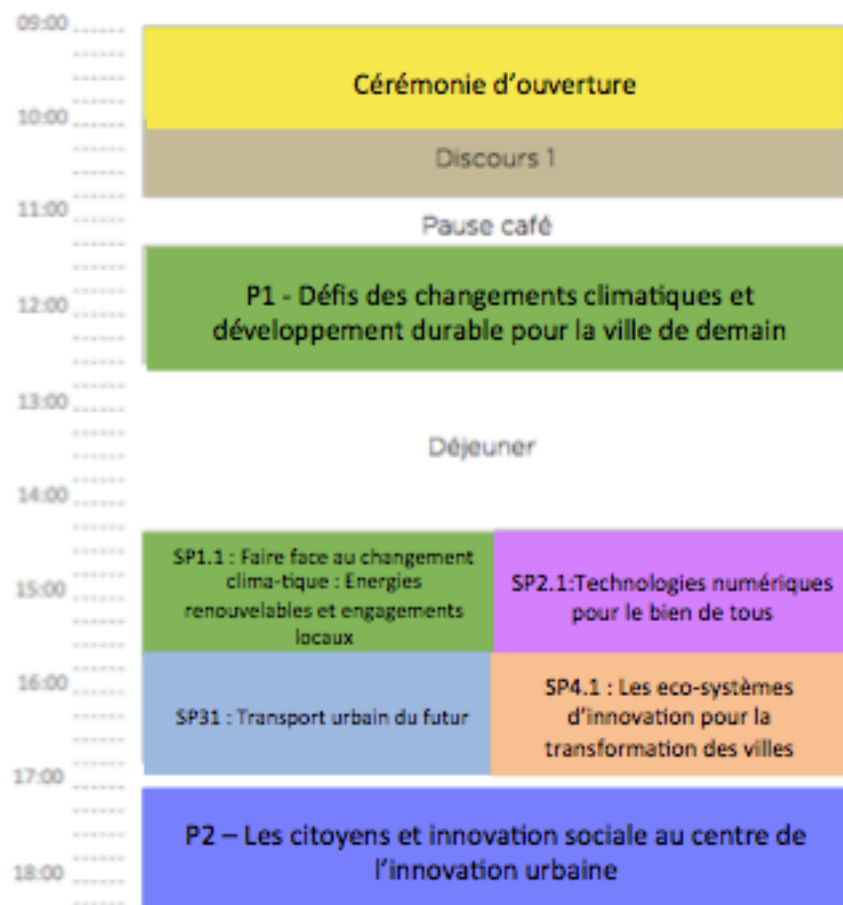 09:00
Cérémonie d'ouverture
10:00
Discours 1
11:00
Pause café
P1 - Défis des changements climatiques et
développement durable pour la ville de demain
12:00
13:00
Déjeuner
14:00
SP1.1 : Faire face au changement
clima-tique : Energies
renouvelables et engagements
locaux
SP2.1:Technologies numériques
pour le bien de tous
15:00
16:00
SP31 : Transport urbain du futur
SP4.1 : Les eco-systèmes
d'innovation pour la
transformation des villes
17:00
P2 – Les citoyens et innovation sociale au centre de
l'innovation urbaine
18:00